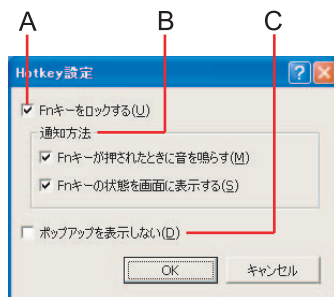 A B C
Hotkey設定
Fnキーをロックする(U)
通知方法
Fnキーが押されたときに音を鳴らす(M)
Fnキーの状態を画面に表示する(S)
ポップアップを表示しない(D)
OK キャンセル